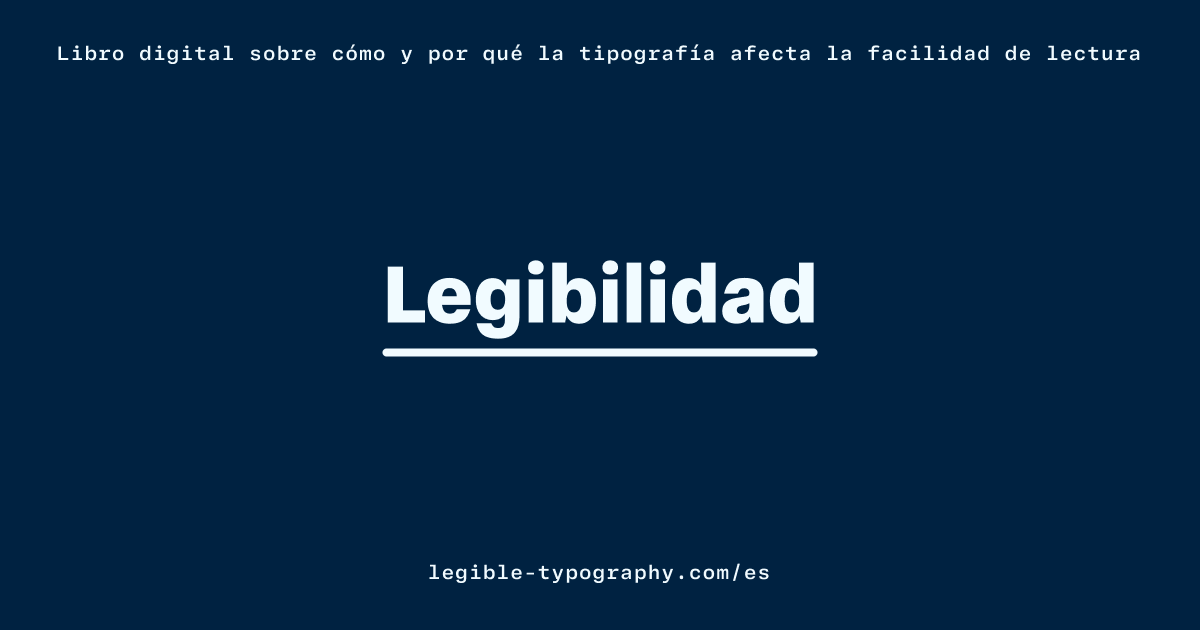 Libro digital sobre cómo y por qué la tipografía afecta la facilidad de lectura
Legibilidad
legible-typography.com/es